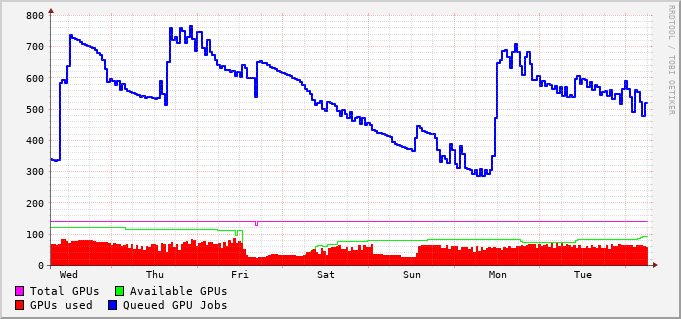 800
700
600
500
400
300
200
100
0
Wed Thu Fri Sat Sun Mon Tue
Total GPUs Available GPUs
GPUs used Queued GPU Jobs
RRDTOOL / TOBI OETIKER